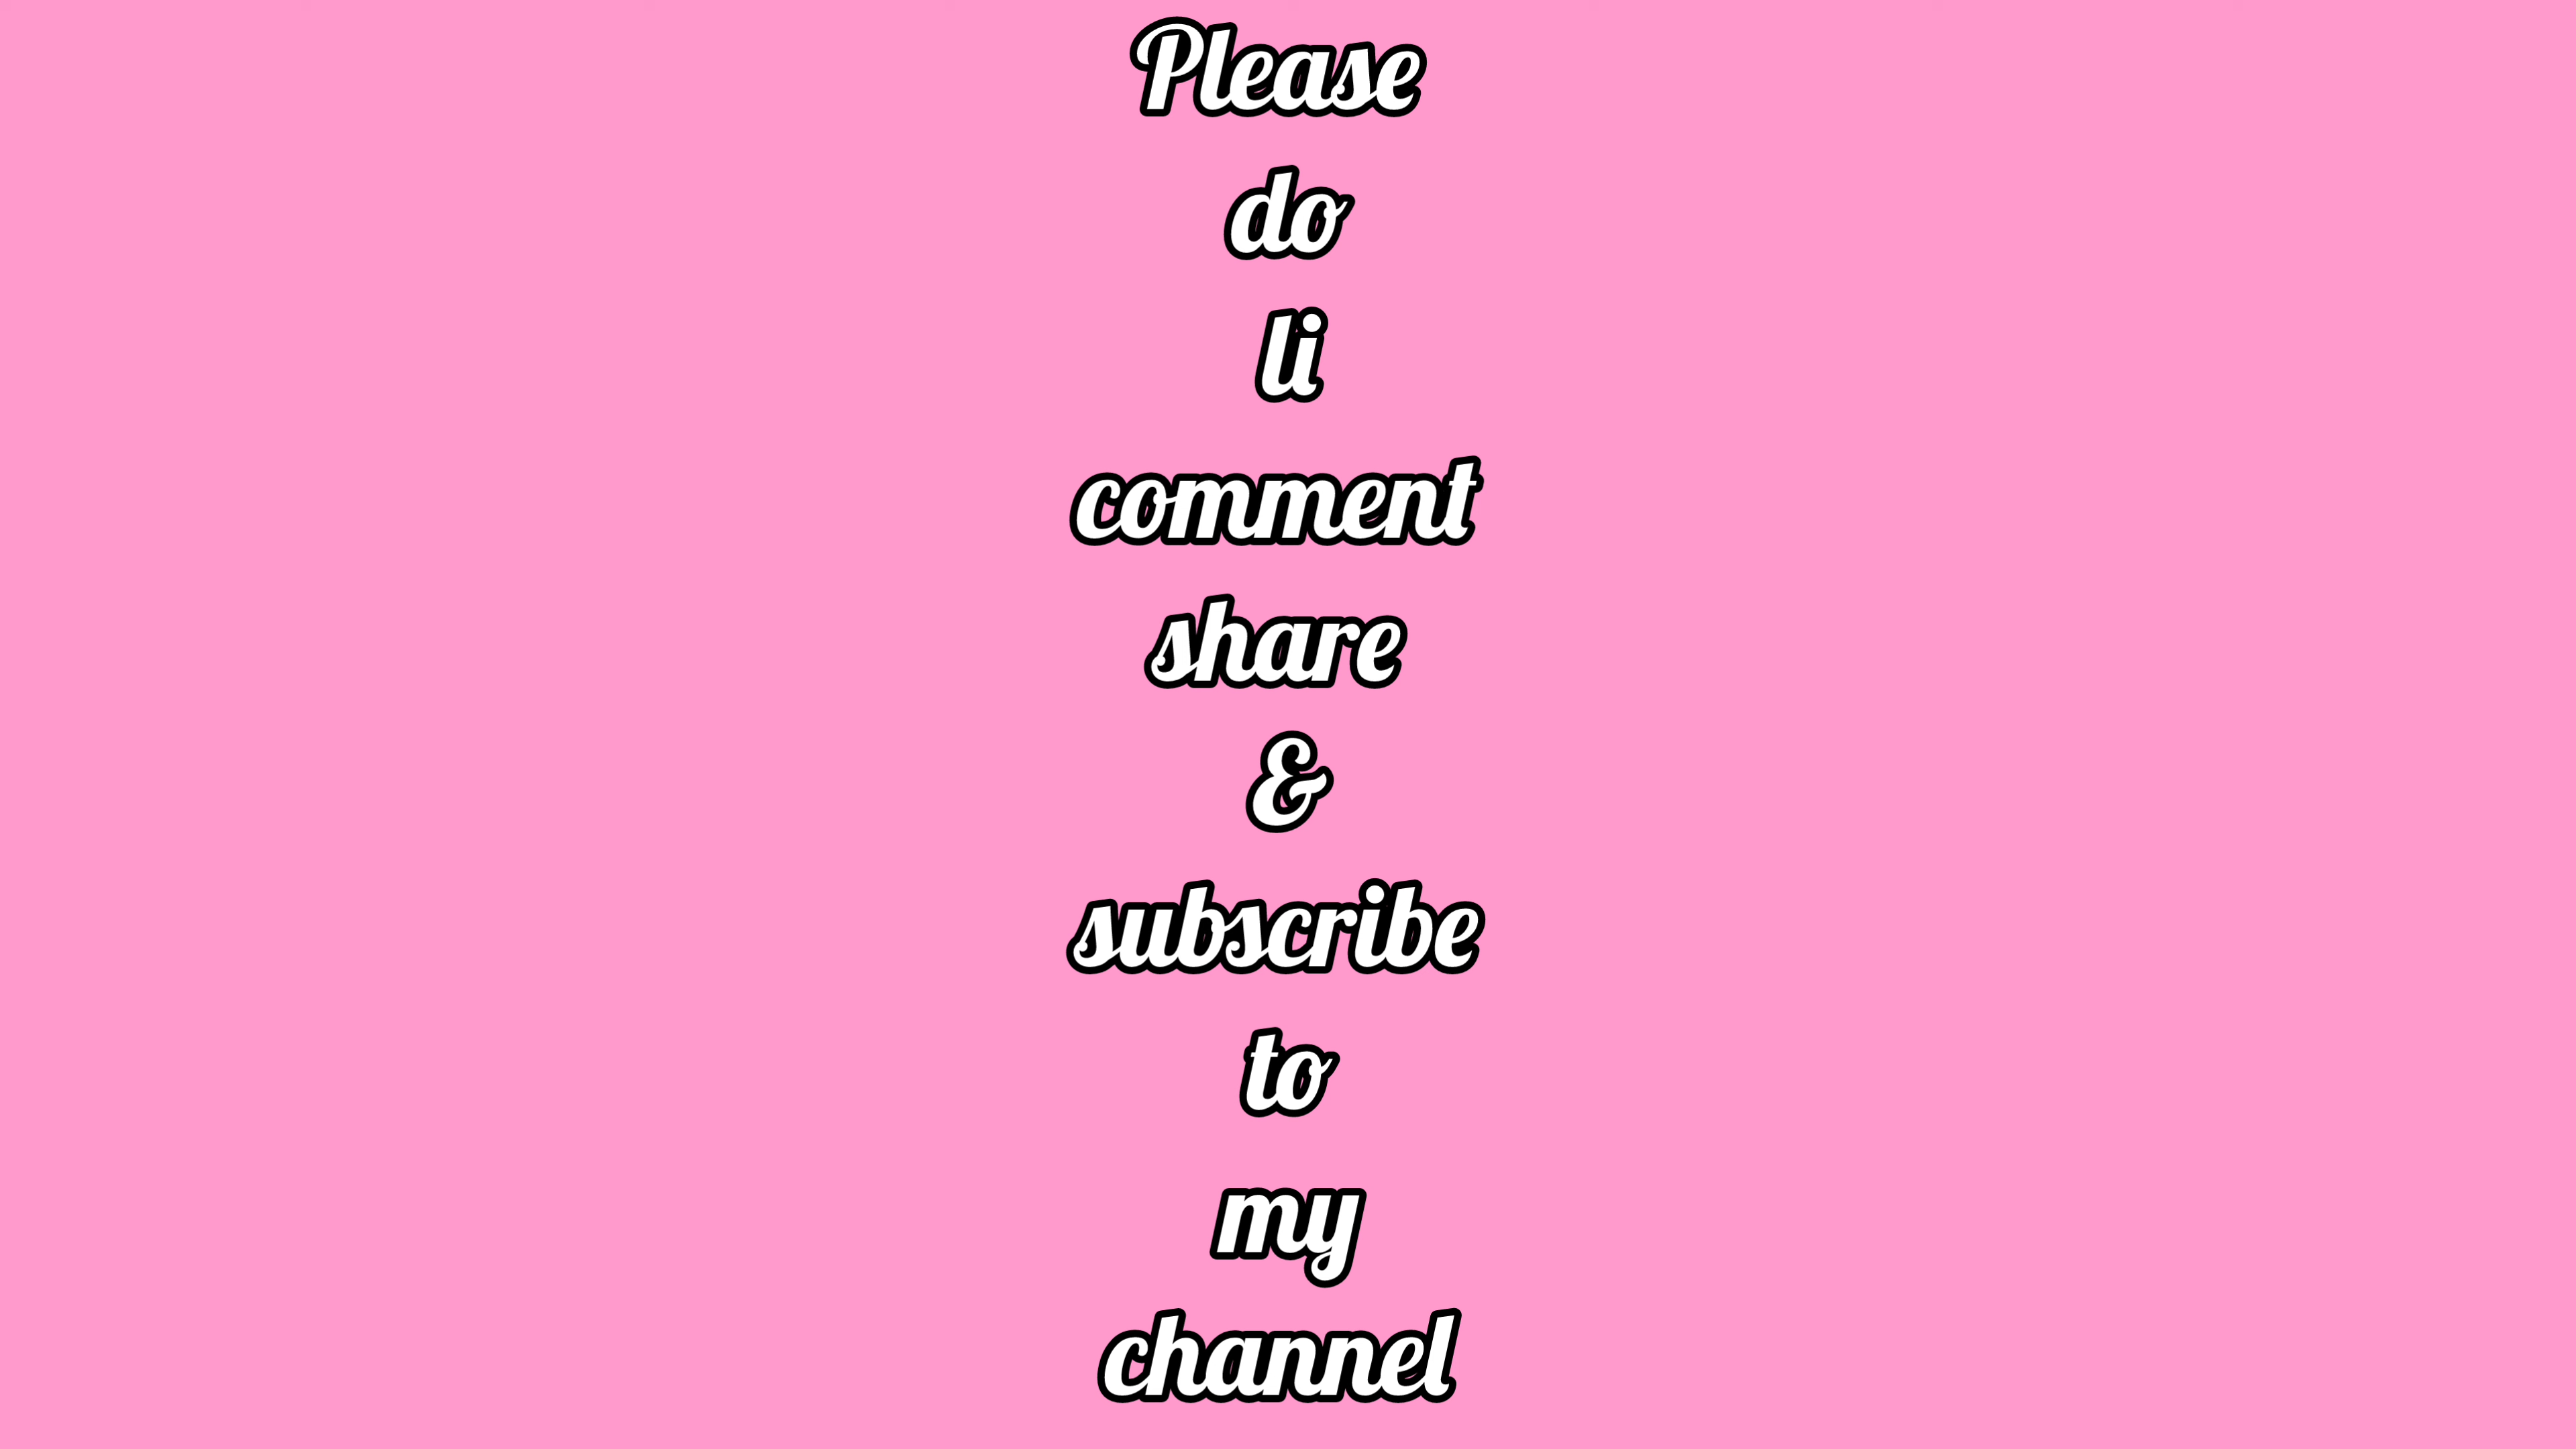 Please
do
li
comment
share
&
subscribe
to
my
channel